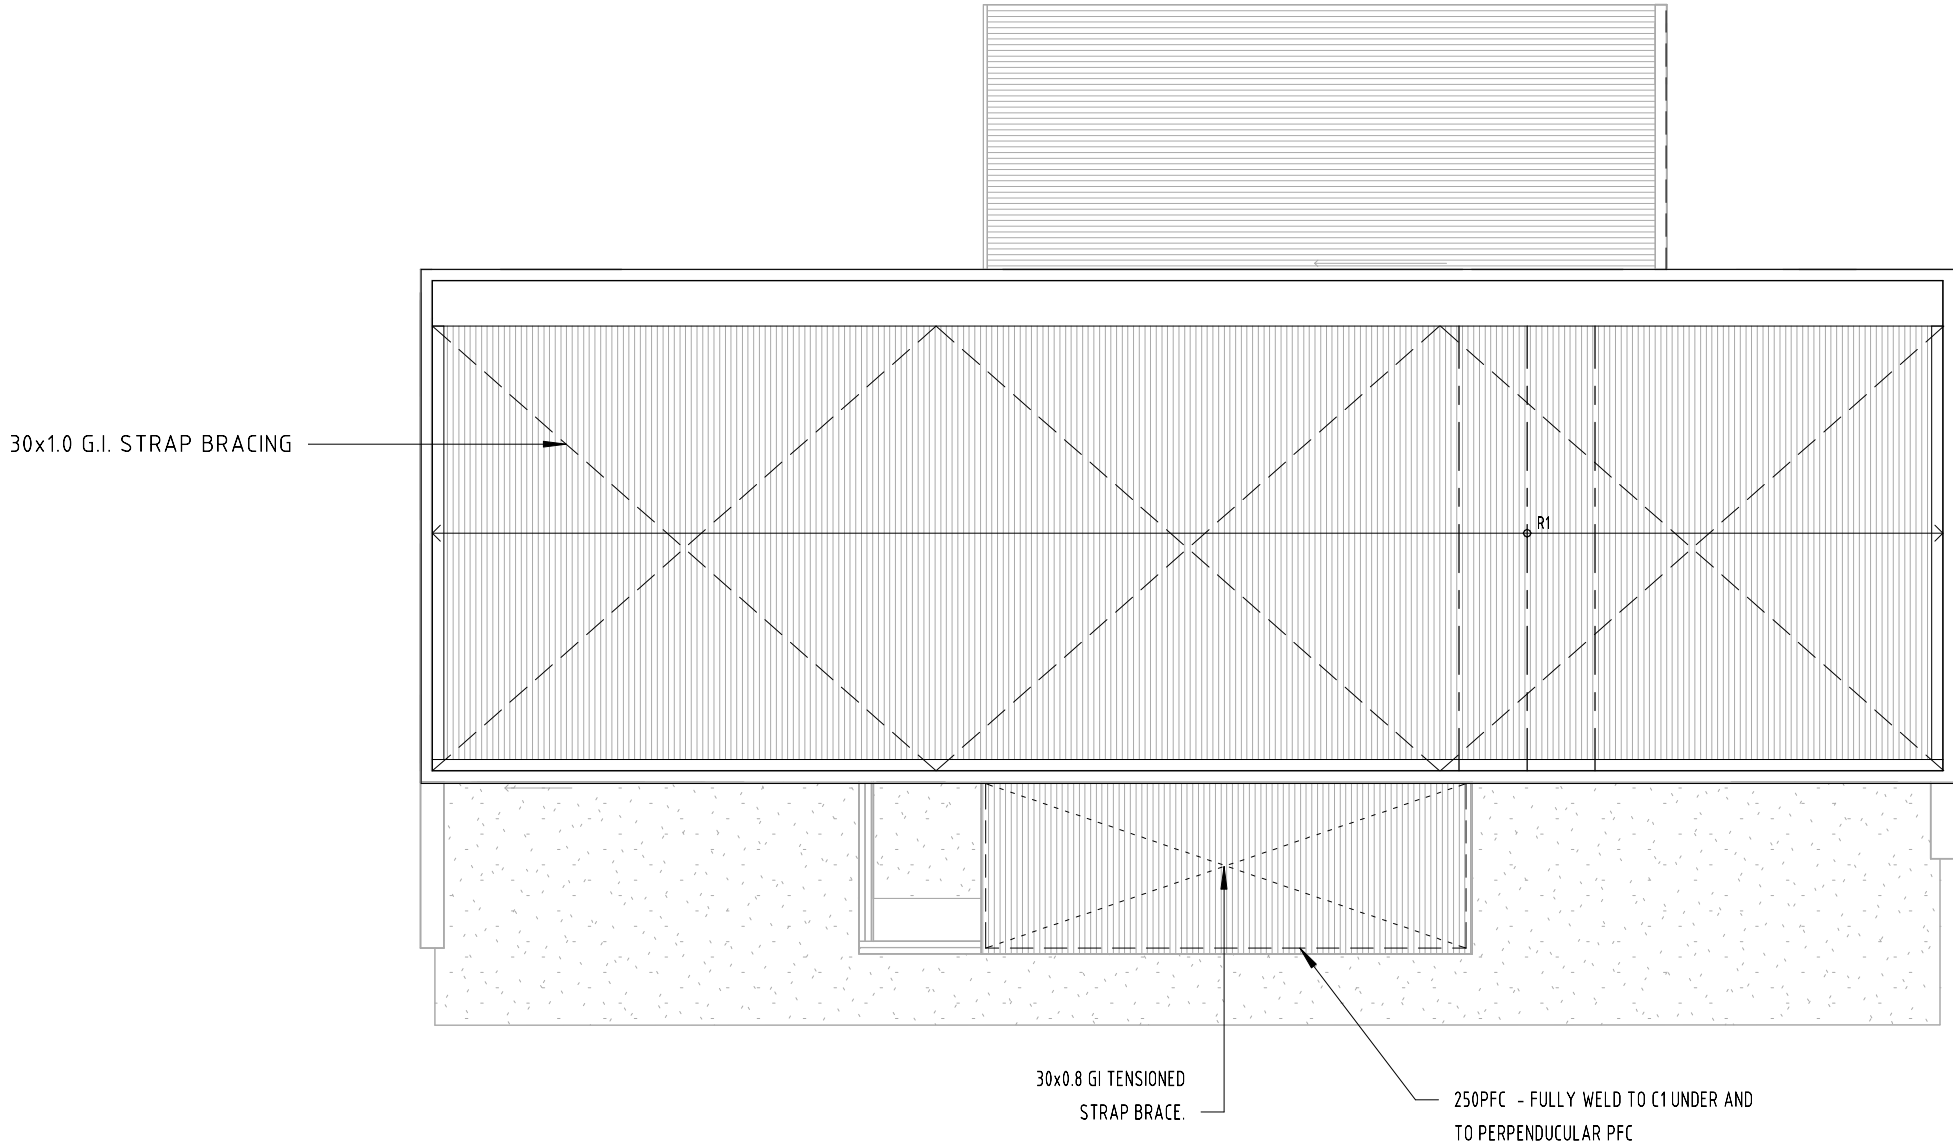 30x1.0 G.I. STRAP BRACING
R1
30x0.8 GI TENSIONED
STRAP BRACE.
250PFC - FULLY WELD TO C1 UNDER AND
TO PERPENDUCULAR PFC